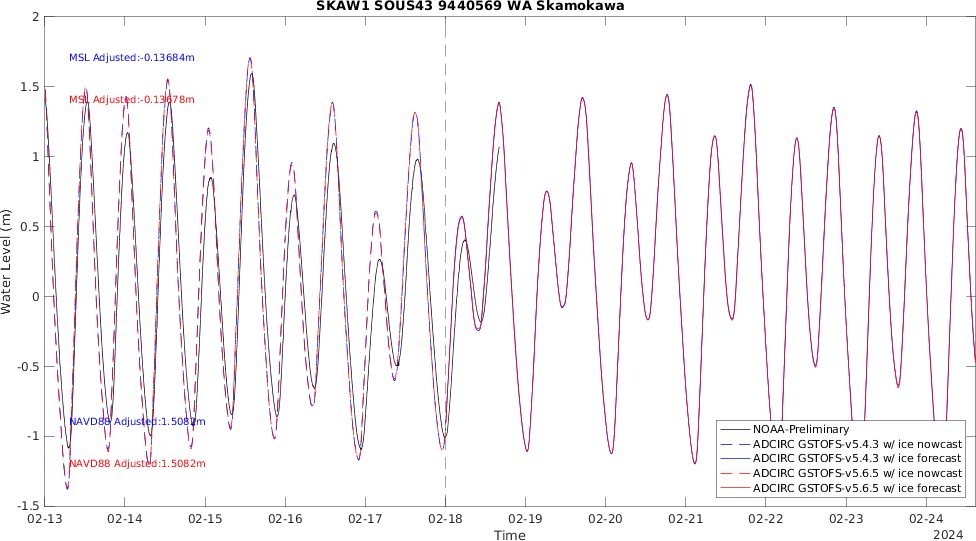 SKAW1 SOUS43 9440569 WA Skamokawa
2
1.5
1
0.5
0
-0.5
-1
-1.5
Water Level (m)
MSL Adjusted:-0.13684m
MSL Adjusted:-0.13678m
NAVD88 Adjusted:1.5082m
NAVD88 Adjusted:1.5082m
NOAA-Preliminary
ADCIRC GSTOFS-v5.4.3 w/ ice nowcast
ADCIRC GSTOFS-v5.4.3 w/ ice forecast
ADCIRC GSTOFS-v5.6.5 w/ ice nowcast
ADCIRC GSTOFS-v5.6.5 w/ ice forecast
02-13 02-14 02-15 02-16 02-17 02-18 02-19 02-20 02-21 02-22 02-23 02-24
Time
2024